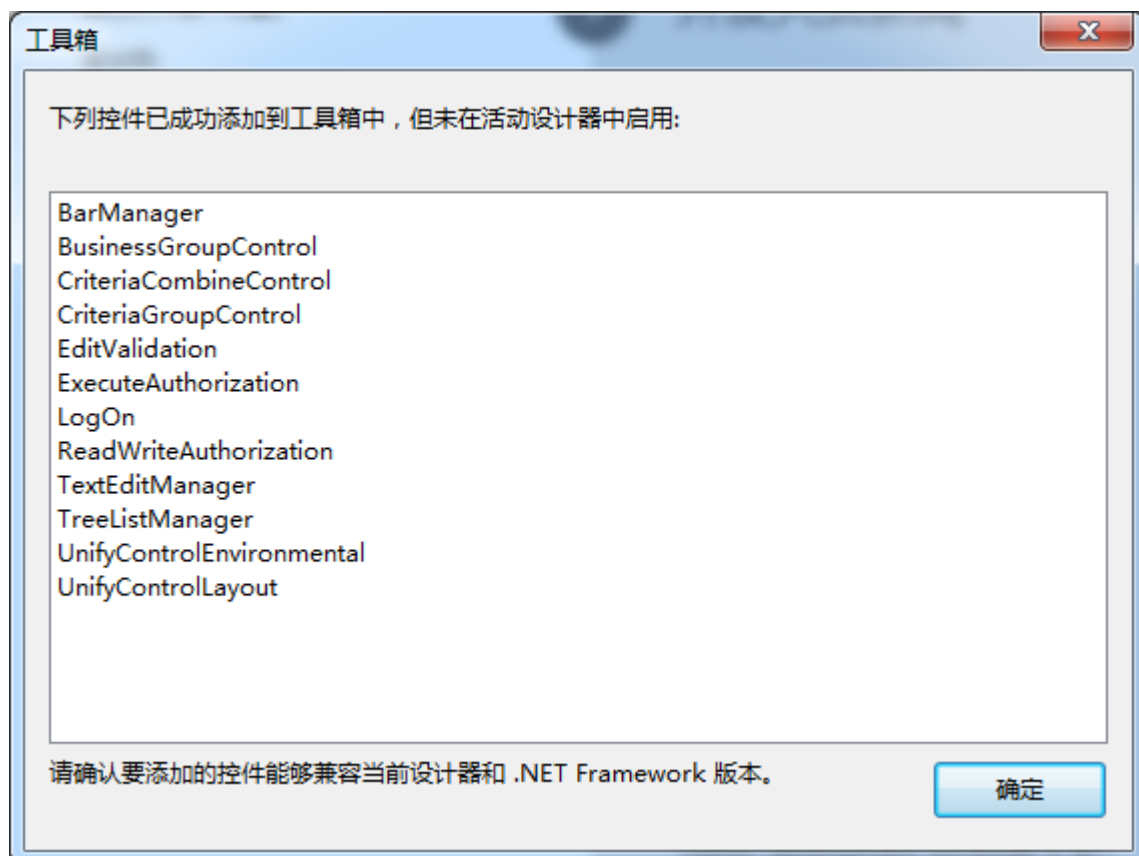 工具箱
下列控件已成功添加到工具箱中，但未在活动设计器中启用:
BarManager
BusinessGroupControl
CriteriaCombineControl
CriteriaGroupControl
EditValidation
ExecuteAuthorization
LogOn
ReadWriteAuthorization
TextEditManager
TreeListManager
UnifyControlEnvironmental
UnifyControlLayout
请确认要添加的控件能够兼容当前设计器和 .NET Framework 版本。
确定